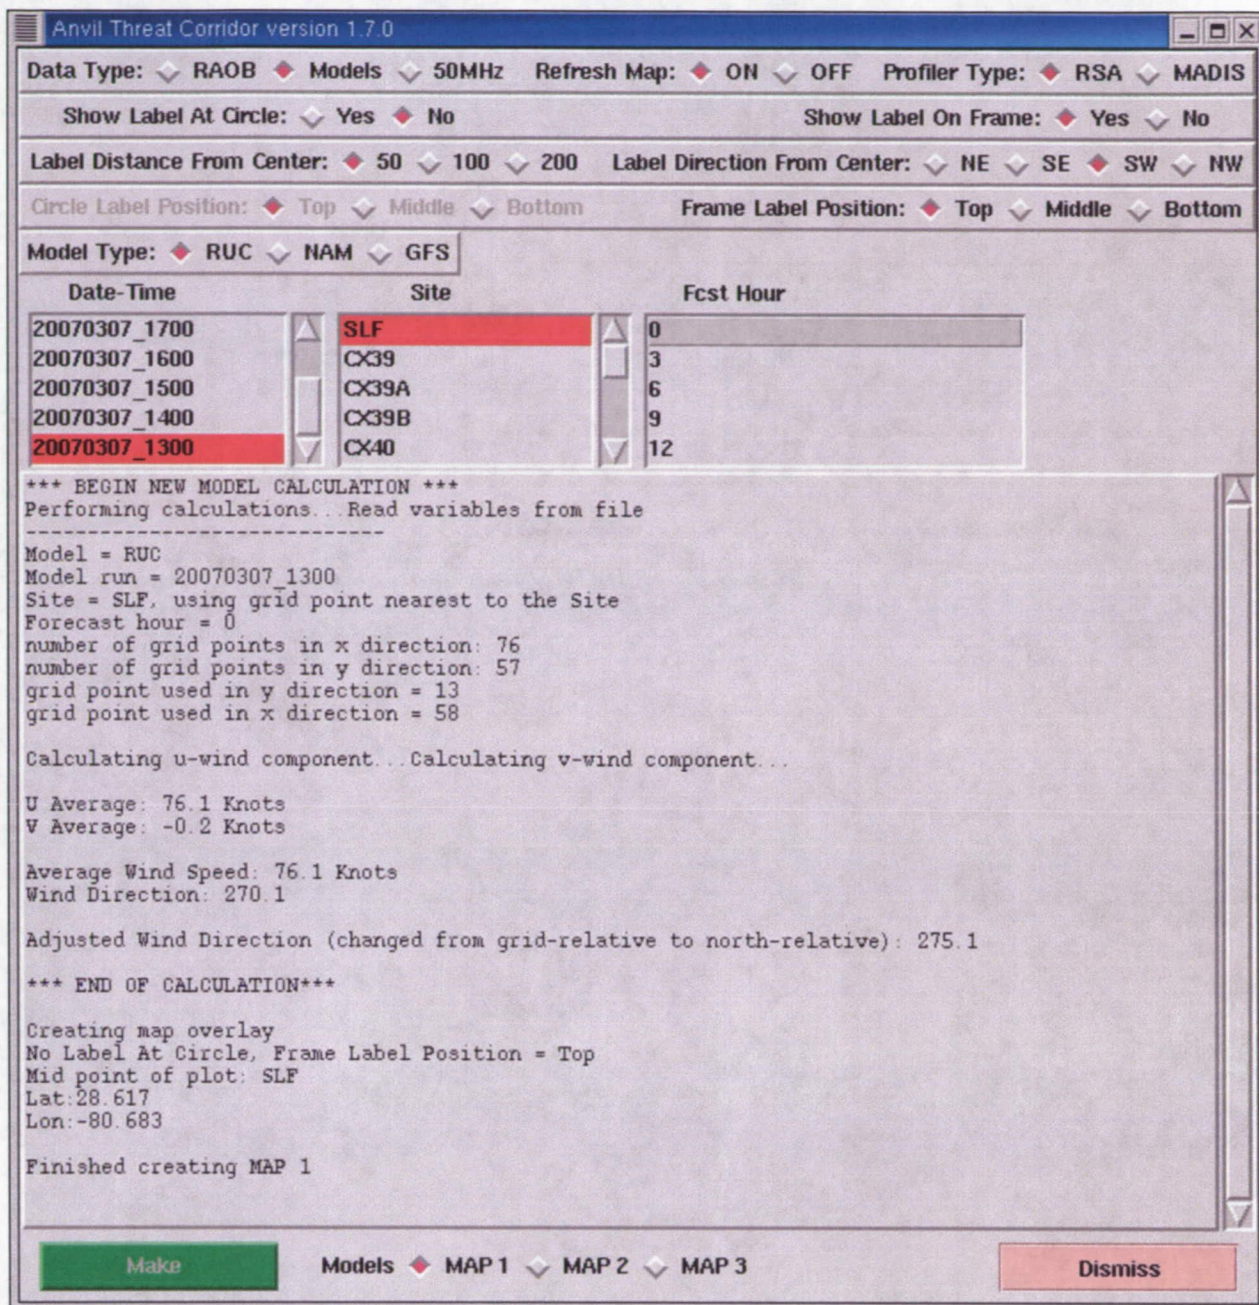 Anvil Threat Corridor version 1.7.0
Data Type: RAOB Models 50MHz Refresh Map: ON OFF Profiler Type: RSA MADIS
Show Label At Circle: Yes No Show Label On Frame: Yes No
Label Distance From Center: 50 100 200 Label Direction From Center: NE SE SW NW
Circle Label Position: Top Middle Bottom Frame Label Position: Top Middle Bottom
Model Type: RUC NAM GFS
Date-Time Site Fcst Hour
20070307_1700 SLF 0
20070307_1600 CX39 3
20070307_1500 CX39A 6
20070307_1400 CX39B 9
20070307_1300 CX40 12
*** BEGIN NEW MODEL CALCULATION ***
Performing calculations...Read variables from file
-------------------------------
Model = RUC
Model run = 20070307_1300
Site = SLF, using grid point nearest to the Site
Forecast hour = 0
number of grid points in x direction: 76
number of grid points in y direction: 57
grid point used in y direction = 13
grid point used in x direction = 58
Calculating u-wind component...Calculating v-wind component...
U Average: 76.1 Knots
V Average: -0.2 Knots
Average Wind Speed: 76.1 Knots
Wind Direction: 270.1
Adjusted Wind Direction (changed from grid-relative to north-relative): 275.1
*** END OF CALCULATION***
Creating map overlay
No Label At Circle, Frame Label Position = Top
Mid point of plot: SLF
Lat:28.617
Lon:-80.683
Finished creating MAP 1
Make Models MAP 1 MAP 2 MAP 3 Dismiss